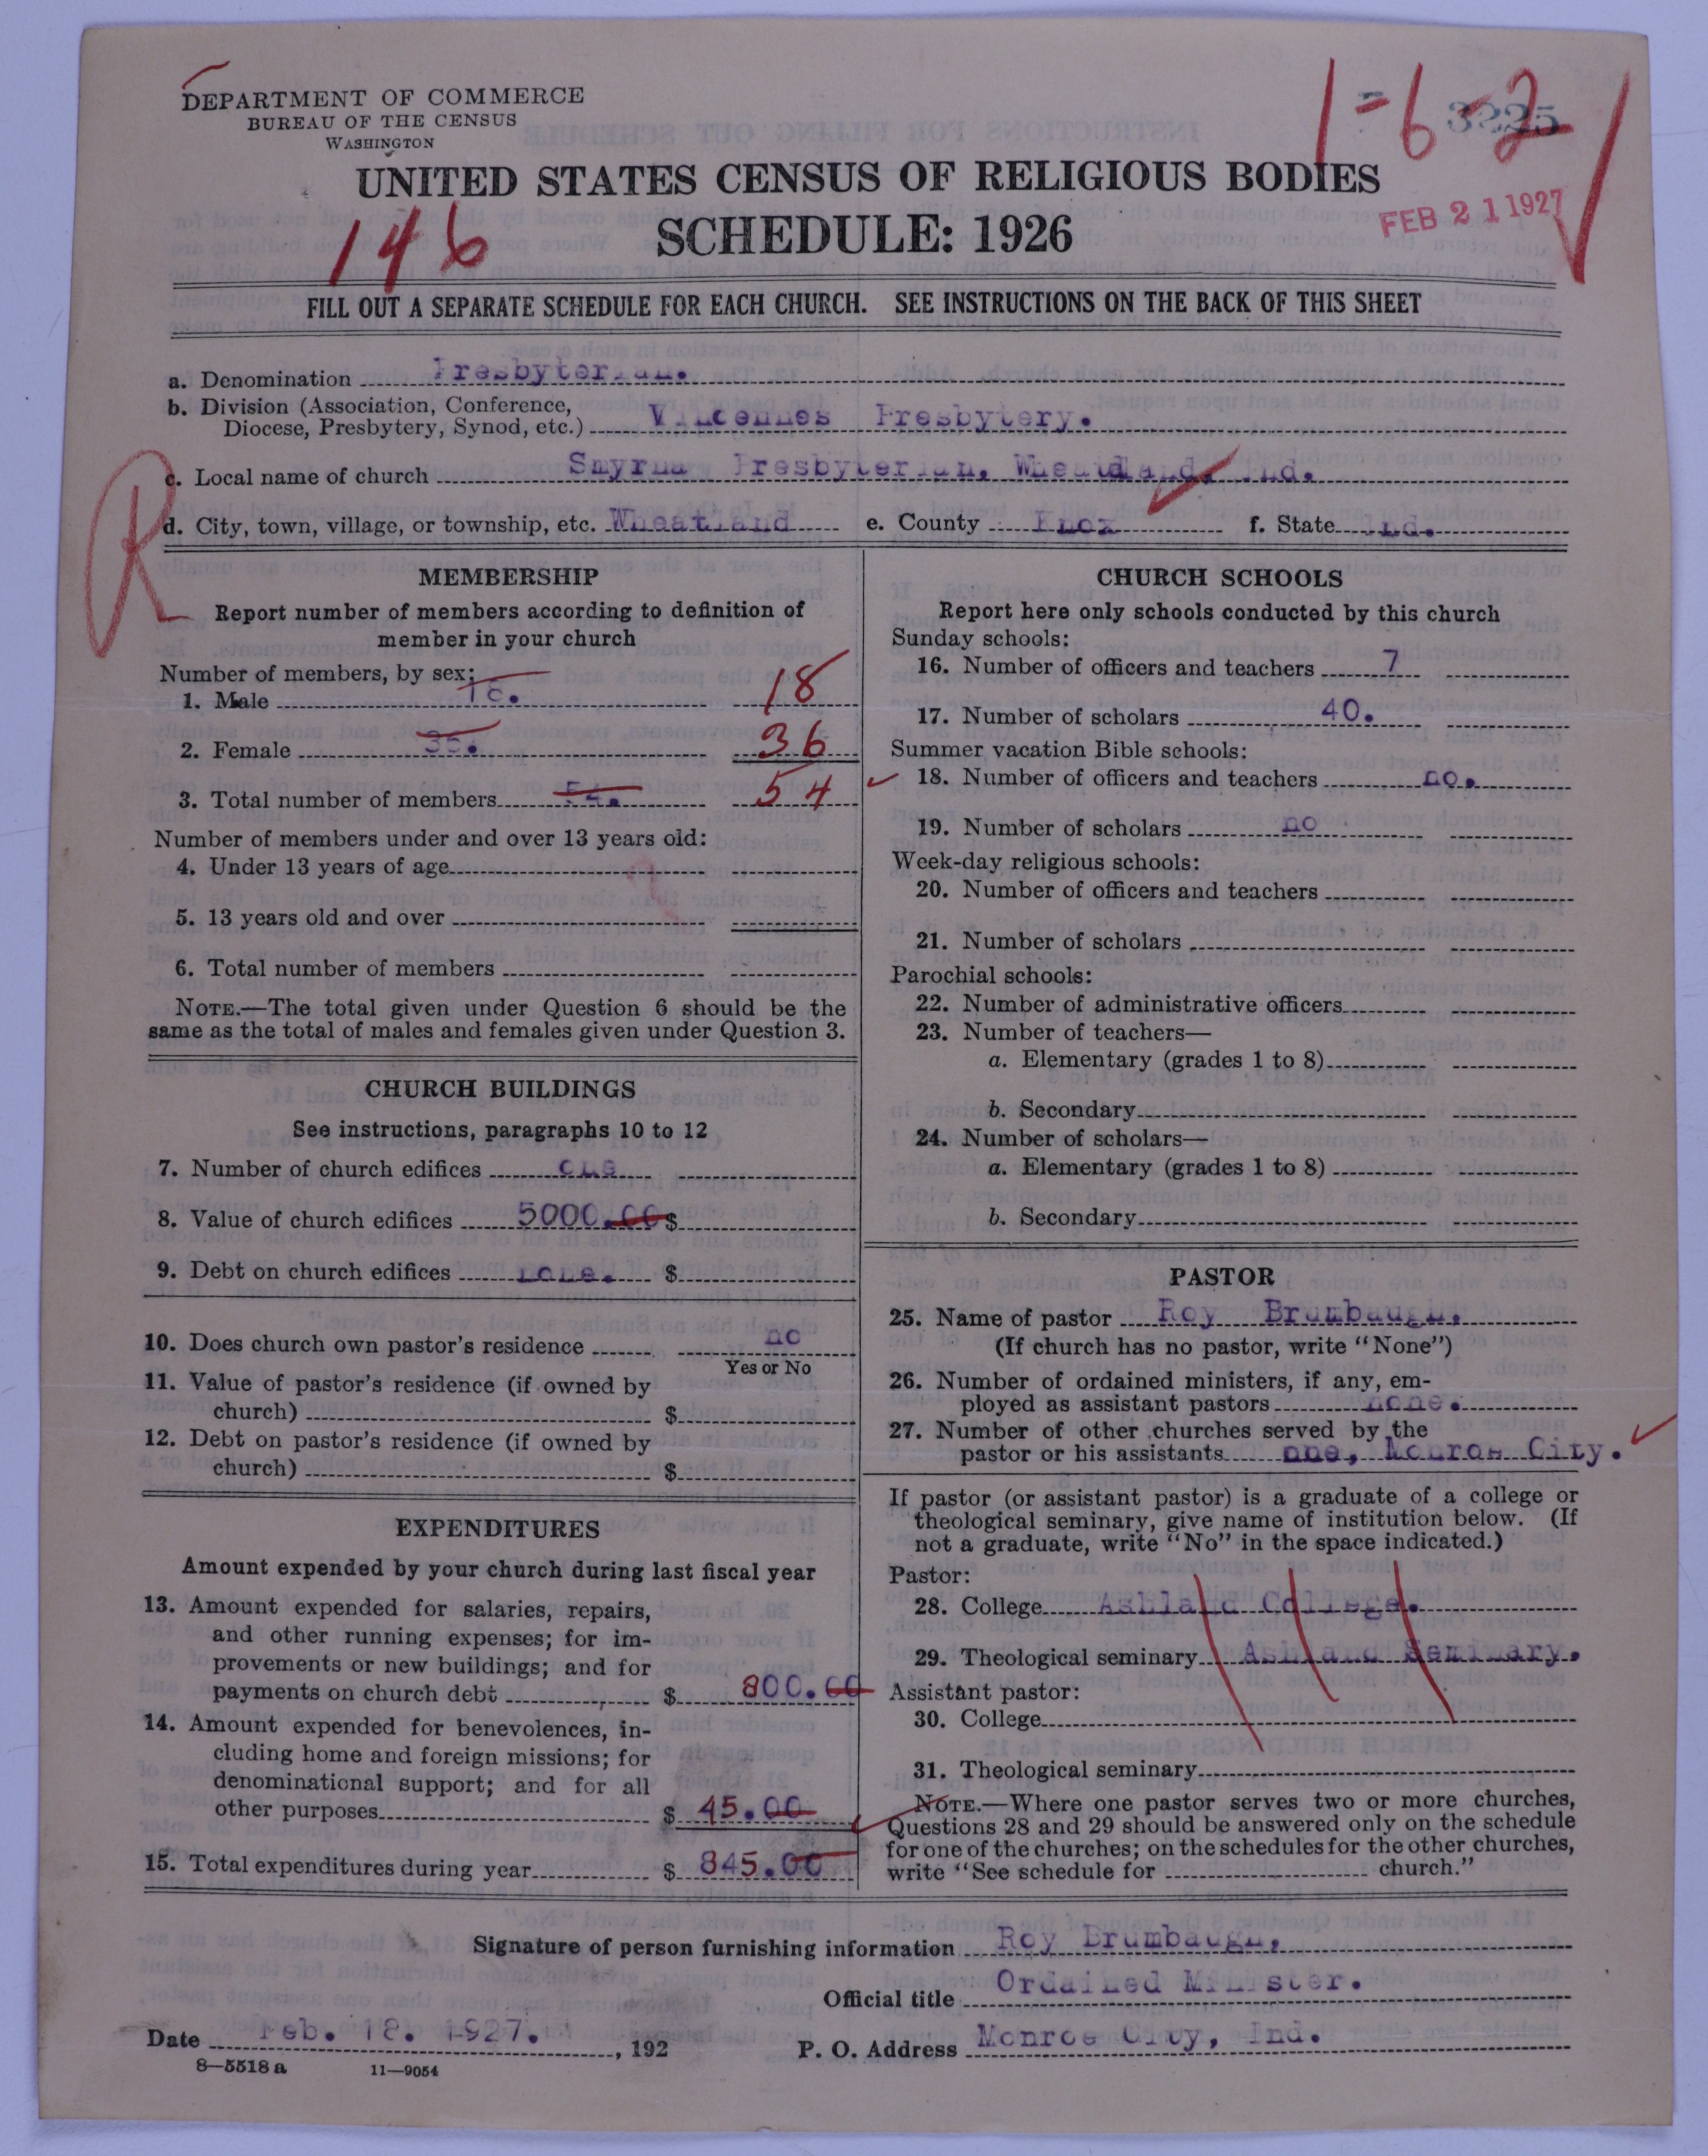 DEPARTMENT OF COMMERCE
BUREAU OF THE CENSUS
WASHINGTON
1-6-2
3225
UNITED STATES CENSUS OF RELIGIOUS BODIES
SCHEDULE: 1926
FEB 21 1927
146
FILL OUT A SEPARATE SCHEDULE FOR EACH CHURCH. SEE INSTRUCTIONS ON THE BACK OF THIS SHEET
a. Denomination Presbyterian.
b. Division (Association, Conference,
Diocese, Presbytery, Synod, etc.) Vincennes Presbytery.
c. Local name of church Smyrna Presbyterian, Wheatland, Ind.
R
d. City, town, village, or township, etc. Wheatland e. County Knox f. State Ind.
MEMBERSHIP
Report number of members according to definition of
member in your church
Number of members, by sex:
1. Male 18. 18
2. Female 36. 36
3. Total number of members 54. 54
Number of members under and over 13 years old:
4. Under 13 years of age
5. 13 years old and over
6. Total number of members
NOTE.—The total given under Question 6 should be the
same as the total of males and females given under Question 3.
CHURCH BUILDINGS
See instructions, paragraphs 10 to 12
7. Number of church edifices one
8. Value of church edifices 5000.00 $
9. Debt on church edifices none. $
10. Does church own pastor's residence no
Yes or No
11. Value of pastor's residence (if owned by
church) $
12. Debt on pastor's residence (if owned by
church) $
EXPENDITURES
Amount expended by your church during last fiscal year
13. Amount expended for salaries, repairs,
and other running expenses; for im-
provements or new buildings; and for
payments on church debt $ 800.00
14. Amount expended for benevolences, in-
cluding home and foreign missions; for
denominational support; and for all
other purposes $ 45.00
15. Total expenditures during year $ 845.00
CHURCH SCHOOLS
Report here only schools conducted by this church
Sunday schools:
16. Number of officers and teachers 7
17. Number of scholars 40.
Summer vacation Bible schools:
18. Number of officers and teachers no.
19. Number of scholars no
Week-day religious schools:
20. Number of officers and teachers
21. Number of scholars
Parochial schools:
22. Number of administrative officers
23. Number of teachers—
a. Elementary (grades 1 to 8)
b. Secondary
24. Number of scholars—
a. Elementary (grades 1 to 8)
b. Secondary
PASTOR
25. Name of pastor Roy Brumbaugh.
(If church has no pastor, write "None")
26. Number of ordained ministers, if any, em-
ployed as assistant pastors none.
27. Number of other churches served by the
pastor or his assistants one, Monroe City.
If pastor (or assistant pastor) is a graduate of a college or
theological seminary, give name of institution below. (If
not a graduate, write "No" in the space indicated.)
Pastor:
28. College Ashland College.
29. Theological seminary Ashland Seminary.
Assistant pastor:
30. College
31. Theological seminary
NOTE.—Where one pastor serves two or more churches,
Questions 28 and 29 should be answered only on the schedule
for one of the churches; on the schedules for the other churches,
write "See schedule for church."
Signature of person furnishing information Roy Brumbaugh,
Official title Ordained Minister.
Date Feb. 18. 1927. , 192
P. O. Address Monroe City, Ind.
8—5518 a 11—9054